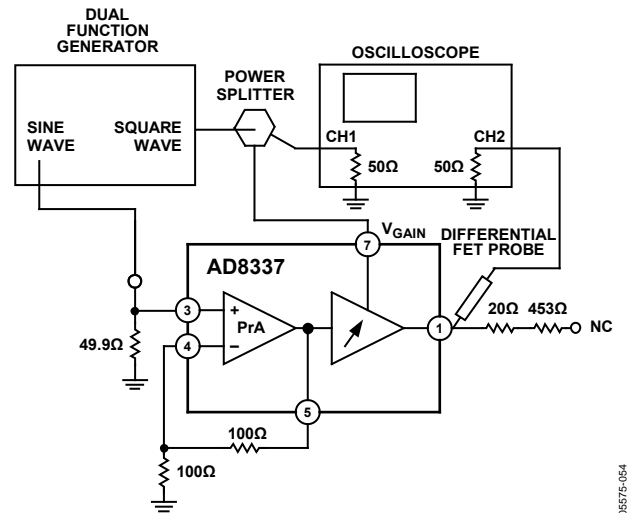 DUAL
FUNCTION
GENERATOR
OSCILLOSCOPE
POWER
SPLITTER
SINE
WAVE
SQUARE
WAVE
CH1
CH2
50Ω
50Ω
VGAIN
DIFFERENTIAL
FET PROBE
7
AD8337
20Ω
453Ω
3
+
PrA
1
NC
49.9Ω
4
–
5
100Ω
100Ω
05575-054